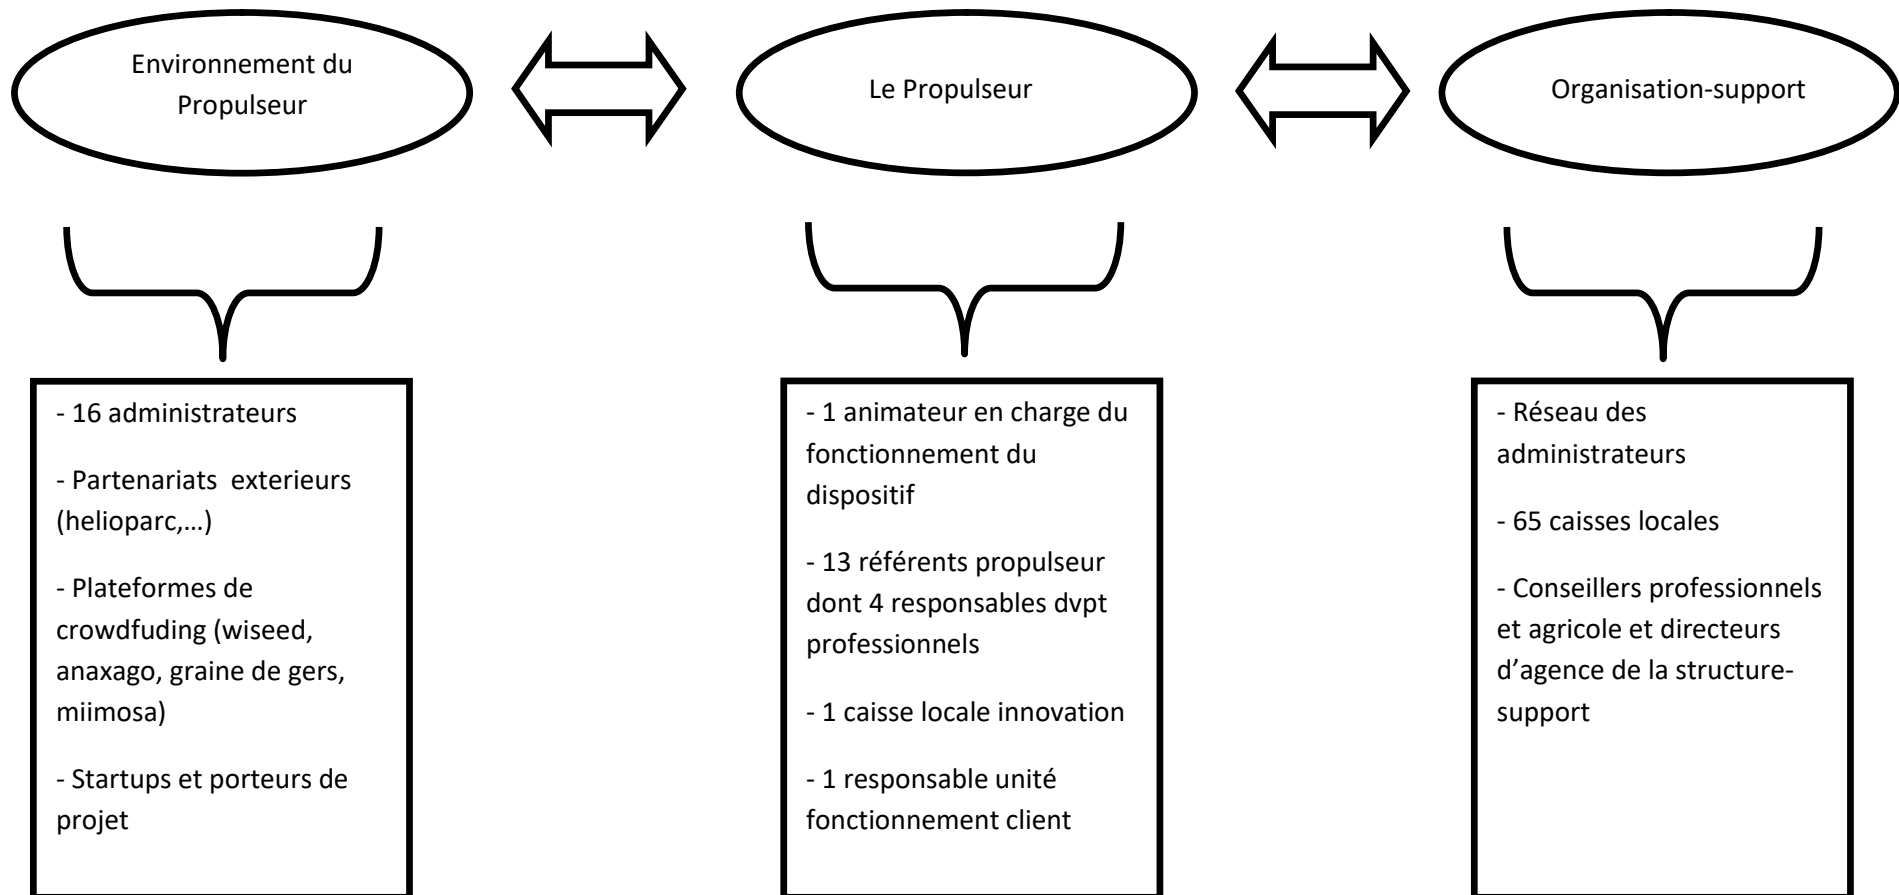 Environnement du
Propulseur
Le Propulseur
Organisation-support
- 16 administrateurs
- Partenariats  exterieurs
(helioparc,…)
- Plateformes de
crowdfuding (wiseed,
anaxago, graine de gers,
miimosa)
- Startups et porteurs de
projet
- 1 animateur en charge du
fonctionnement du
dispositif
- 13 référents propulseur
dont 4 responsables dvpt
professionnels
- 1 caisse locale innovation
- 1 responsable unité
fonctionnement client
- Réseau des
administrateurs
- 65 caisses locales
- Conseillers professionnels
et agricole et directeurs
d’agence de la structure-
support